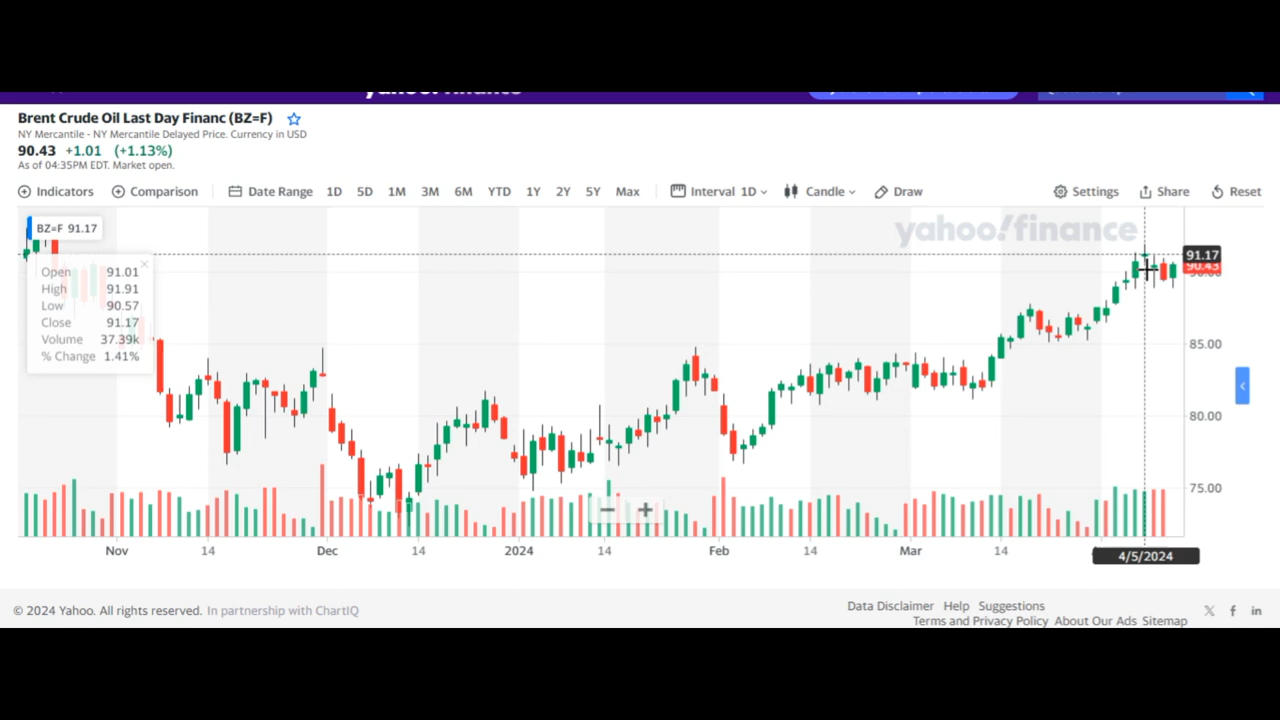 yahoo! finance
Brent Crude Oil Last Day Financ (BZ=F)
NY Mercantile - NY Mercantile Delayed Price. Currency in USD
90.43 +1.01 (+1.13%)
As of 04:35PM EDT. Market open.
Indicators Comparison Date Range 1D 5D 1M 3M 6M YTD 1Y 2Y 5Y Max Interval 1D Candle Draw Settings Share Reset
BZ=F 91.17
yahoo!finance
Open 91.01
High 91.91
Low 90.57
Close 91.17
Volume 37.39k
% Change 1.41%
91.17
90.43
90.00
85.00
80.00
75.00
Nov 14 Dec 14 2024 14 Feb 14 Mar 14
4/5/2024
© 2024 Yahoo. All rights reserved. In partnership with ChartIQ
Data Disclaimer Help Suggestions
Terms and Privacy Policy About Our Ads Sitemap